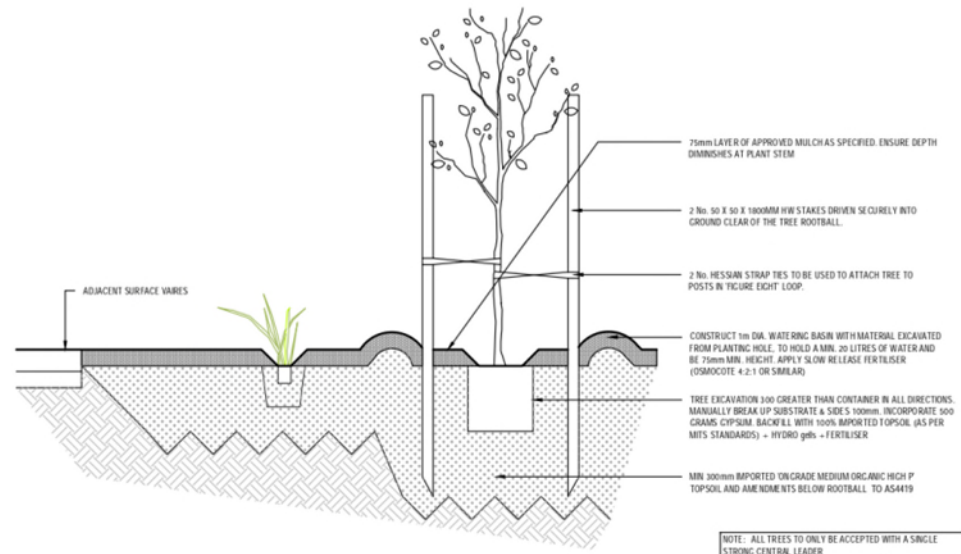 75mm LAYER OF APPROVED MULCH AS SPECIFIED. ENSURE DEPTH
DIMINISHES AT PLANT STEM
2 No. 50 X 50 X 1800MM HW STAKES DRIVEN SECURELY INTO
GROUND CLEAR OF THE TREE ROOTBALL.
2 No. HESSIAN STRAP TIES TO BE USED TO ATTACH TREE TO
POSTS IN 'FIGURE EIGHT' LOOP.
ADJACENT SURFACE VAIRES
CONSTRUCT 1m DIA. WATERING BASIN WITH MATERIAL EXCAVATED
FROM PLANTING HOLE, TO HOLD A MIN. 20 LITRES OF WATER AND
BE 75mm MIN. HEIGHT. APPLY SLOW RELEASE FERTILISER
(OSMOCOTE 4:2:1 OR SIMILAR)
TREE EXCAVATION 300 GREATER THAN CONTAINER IN ALL DIRECTIONS.
MANUALLY BREAK UP SUBSTRATE & SIDES 100mm. INCORPORATE 500
GRAMS GYPSUM. BACKFILL WITH 100% IMPORTED TOPSOIL (AS PER
MITS STANDARDS) + HYDRO gells + FERTILISER
MIN 300mm IMPORTED 'ON GRADE MEDIUM ORGANIC HIGH P'
TOPSOIL AND AMENDMENTS BELOW ROOTBALL TO AS4419
NOTE: ALL TREES TO ONLY BE ACCEPTED WITH A SINGLE
STRONG CENTRAL LEADER